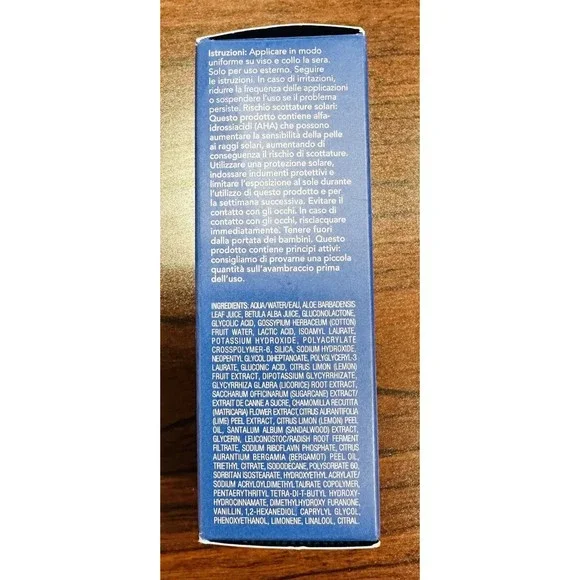 Istruzioni: Applicare in modo
uniforme su viso e collo la sera.
Solo per uso esterno. Seguire
le istruzioni. In caso di irritazioni,
ridurre la frequenza delle applicazioni
o sospendere l'uso se il problema
persiste. Rischio scottature solari:
Questo prodotto contiene alfa-
idrossiacidi (AHA) che possono
aumentare la sensibilità della pelle
ai raggi solari, aumentando di
conseguenza il rischio di scottature.
Utilizzare una protezione solare,
indossare indumenti protettivi e
limitare l'esposizione al sole durante
l'utilizzo di questo prodotto e per
la settimana successiva. Evitare il
contatto con gli occhi. In caso di
contatto con gli occhi, risciacquare
immediatamente. Tenere fuori
dalla portata dei bambini. Questo
prodotto contiene principi attivi:
consigliamo di provarne una piccola
quantità sull'avambraccio prima
dell'uso.
INGREDIENTS: AQUA/WATER/EAU, ALOE BARBADENSIS
LEAF JUICE, BETULA ALBA JUICE, GLUCONOLACTONE,
GLYCOLIC ACID, GOSSYPIUM HERBACEUM (COTTON)
FRUIT WATER, LACTIC ACID, ISOAMYL LAURATE,
POTASSIUM HYDROXIDE, POLYACRYLATE
CROSSPOLYMER-6, SILICA, SODIUM HYDROXIDE,
NEOPENTYL GLYCOL DIHEPTANOATE, POLYGLYCERYL-3
LAURATE, GLUCONIC ACID, CITRUS LIMON (LEMON)
FRUIT EXTRACT, DIPOTASSIUM GLYCYRRHIZATE,
GLYCYRRHIZA GLABRA (LICORICE) ROOT EXTRACT,
SACCHARUM OFFICINARUM (SUGARCANE) EXTRACT/
EXTRAIT DE CANNE A SUCRE, CHAMOMILLA RECUTITA
(MATRICARIA) FLOWER EXTRACT, CITRUS AURANTIFOLIA
(LIME) PEEL EXTRACT, CITRUS LIMON (LEMON) PEEL
OIL, SANTALUM ALBUM (SANDALWOOD) EXTRACT,
GLYCERIN, LEUCONOSTOC/RADISH ROOT FERMENT
FILTRATE, SODIUM RIBOFLAVIN PHOSPHATE, CITRUS
AURANTIUM BERGAMIA (BERGAMOT) PEEL OIL,
TRIETHYL CITRATE, ISODODECANE, POLYSORBATE 60,
SORBITAN ISOSTEARATE, HYDROXYETHYL ACRYLATE/
SODIUM ACRYLOYLDIMETHYL TAURATE COPOLYMER,
PENTAERYTHRITYL TETRA-DI-T-BUTYL HYDROXY-
HYDROCINNAMATE, DIMETHYLHYDROXY FURANONE,
VANILLIN, 1,2-HEXANEDIOL, CAPRYLYL GLYCOL,
PHENOXYETHANOL, LIMONENE, LINALOOL, CITRAL.